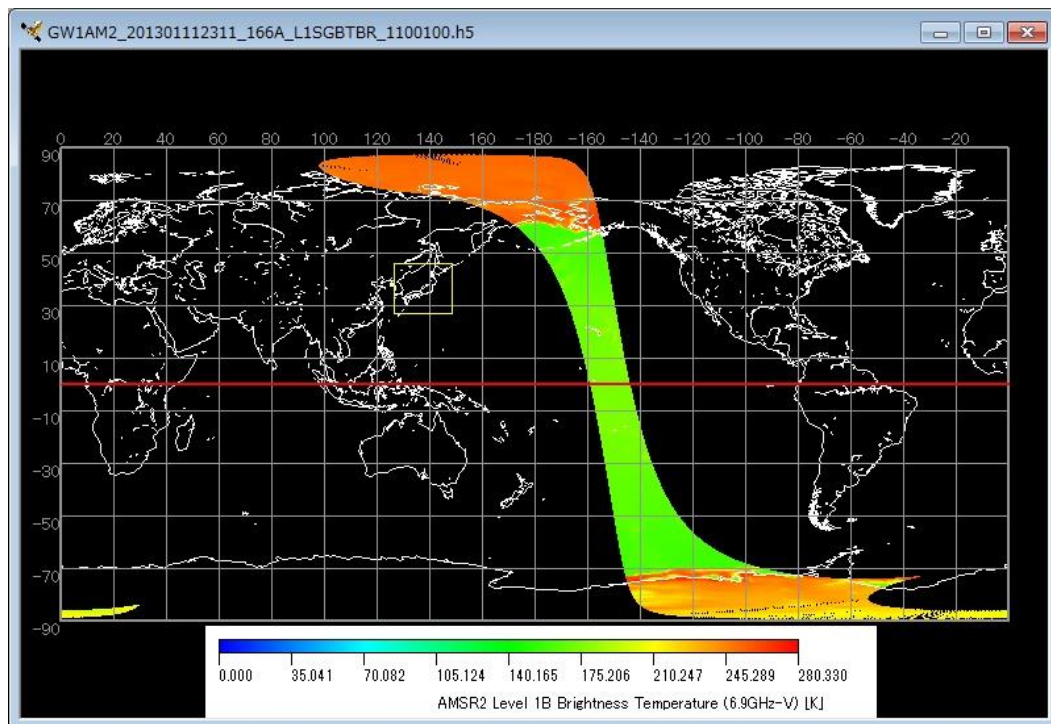 GW1AM2_201301112311_166A_L1SGBTBR_1100100.h5
0 20 40 60 80 100 120 140 160 -180 -160 -140 -120 -100 -80 -60 -40 -20
90
70
50
30
10
-10
-30
-50
-70
-90
0.000 35.041 70.082 105.124 140.165 175.206 210.247 245.289 280.330
AMSR2 Level 1B Brightness Temperature (6.9GHz-V) [K]